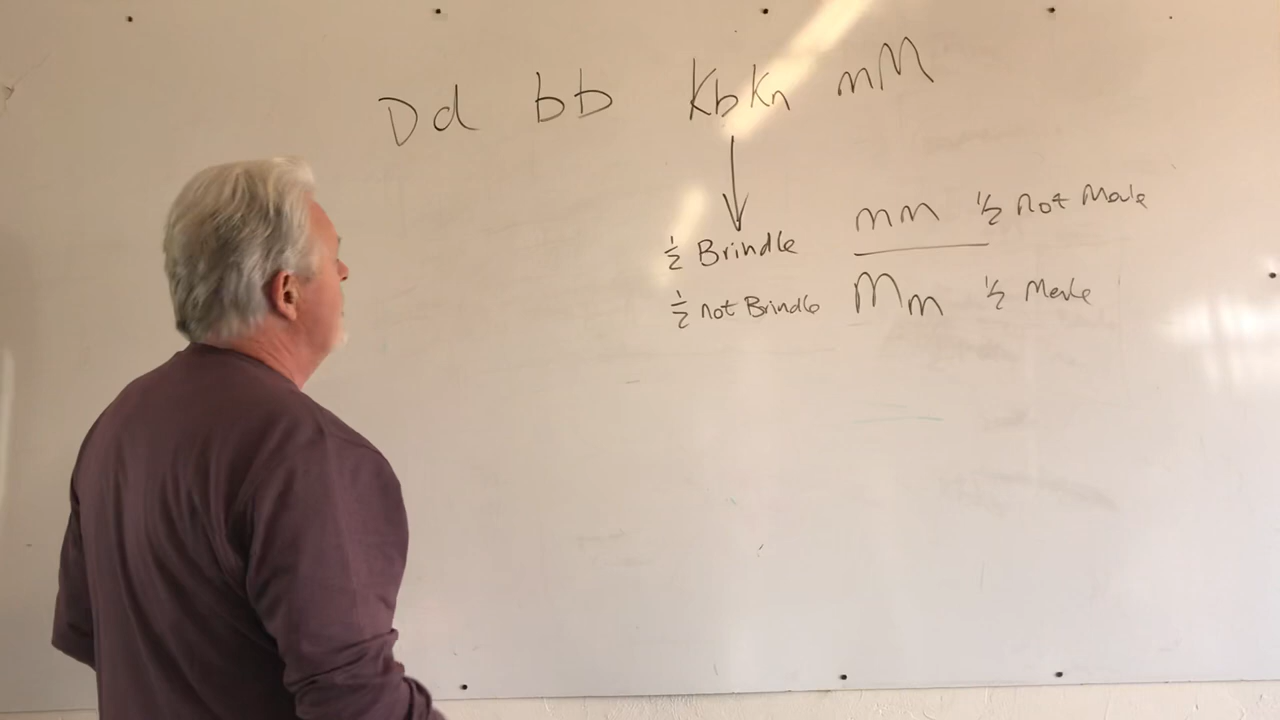 Dd bb KbKn mM
mm 1/2 not Merle
1/2 Brindle
1/2 not Brindle Mm 1/2 Merle